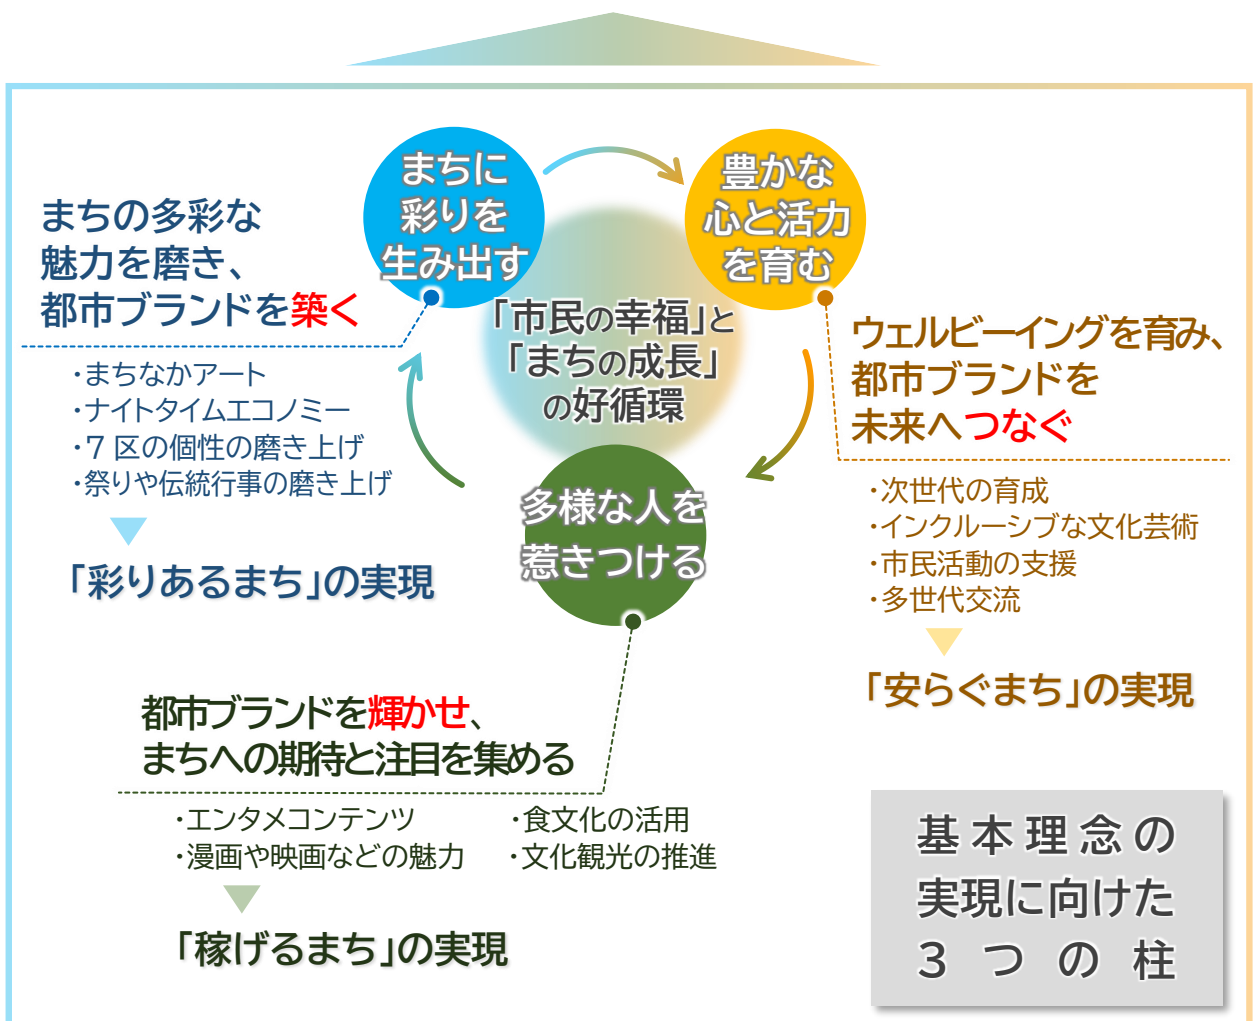 まちに
彩りを
生み出す
豊かな
心と活力
を育む
「市民の幸福」と
「まちの成長」
の好循環
多様な人を
惹きつける
まちの多彩な
魅力を磨き、
都市ブランドを築く
・まちなかアート
・ナイトタイムエコノミー
・7 区の個性の磨き上げ
・祭りや伝統行事の磨き上げ
「彩りあるまち」の実現
ウェルビーイングを育み、
都市ブランドを
未来へつなぐ
・次世代の育成
・インクルーシブな文化芸術
・市民活動の支援
・多世代交流
「安らぐまち」の実現
都市ブランドを輝かせ、
まちへの期待と注目を集める
・エンタメコンテンツ
・漫画や映画などの魅力
・食文化の活用
・文化観光の推進
「稼げるまち」の実現
基本理念の
実現に向けた
３つの柱